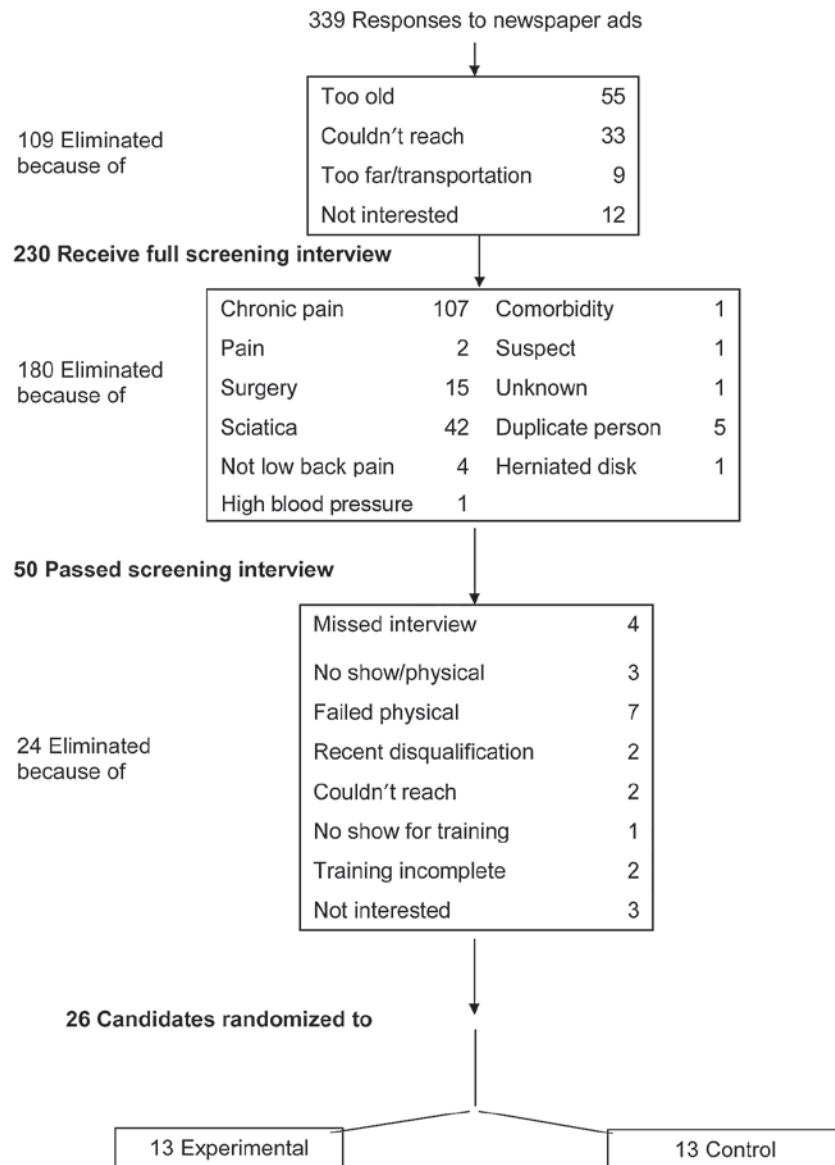 339 Responses to newspaper ads
Too old 55
109 Eliminated
because of
Couldn't reach 33
Too far/transportation 9
Not interested 12
230 Receive full screening interview
Chronic pain 107 Comorbidity 1
180 Eliminated
because of
Pain 2 Suspect 1
Surgery 15 Unknown 1
Sciatica 42 Duplicate person 5
Not low back pain 4 Herniated disk 1
High blood pressure 1
50 Passed screening interview
Missed interview 4
No show/physical 3
Failed physical 7
24 Eliminated
because of
Recent disqualification 2
Couldn't reach 2
No show for training 1
Training incomplete 2
Not interested 3
26 Candidates randomized to
13 Experimental
13 Control